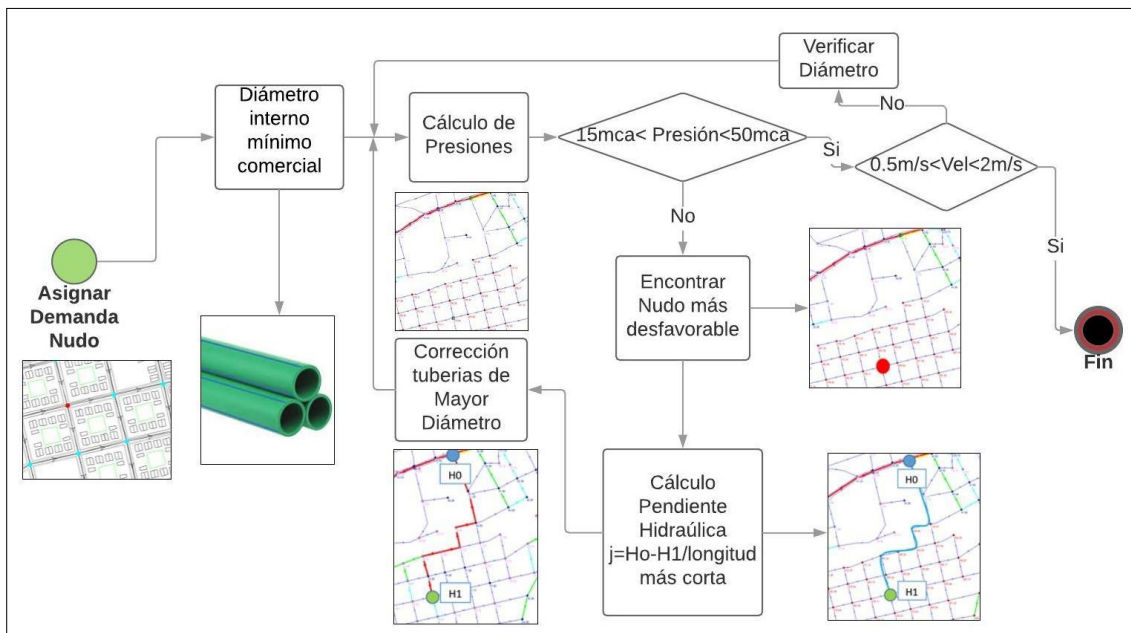 Verificar
Diámetro
Diámetro
interno
mínimo
comercial
Cálculo de
Presiones
15mca< Presión<50mca
No
Si
0.5m/s<Vel<2m/s
No
Si
Asignar
Demanda
Nudo
Encontrar
Nudo más
desfavorable
Fin
Corrección
tuberias de
Mayor
Diámetro
H0
H1
Cálculo
Pendiente
Hidraúlica
j=Ho-H1/longitud
más corta
H0
H1